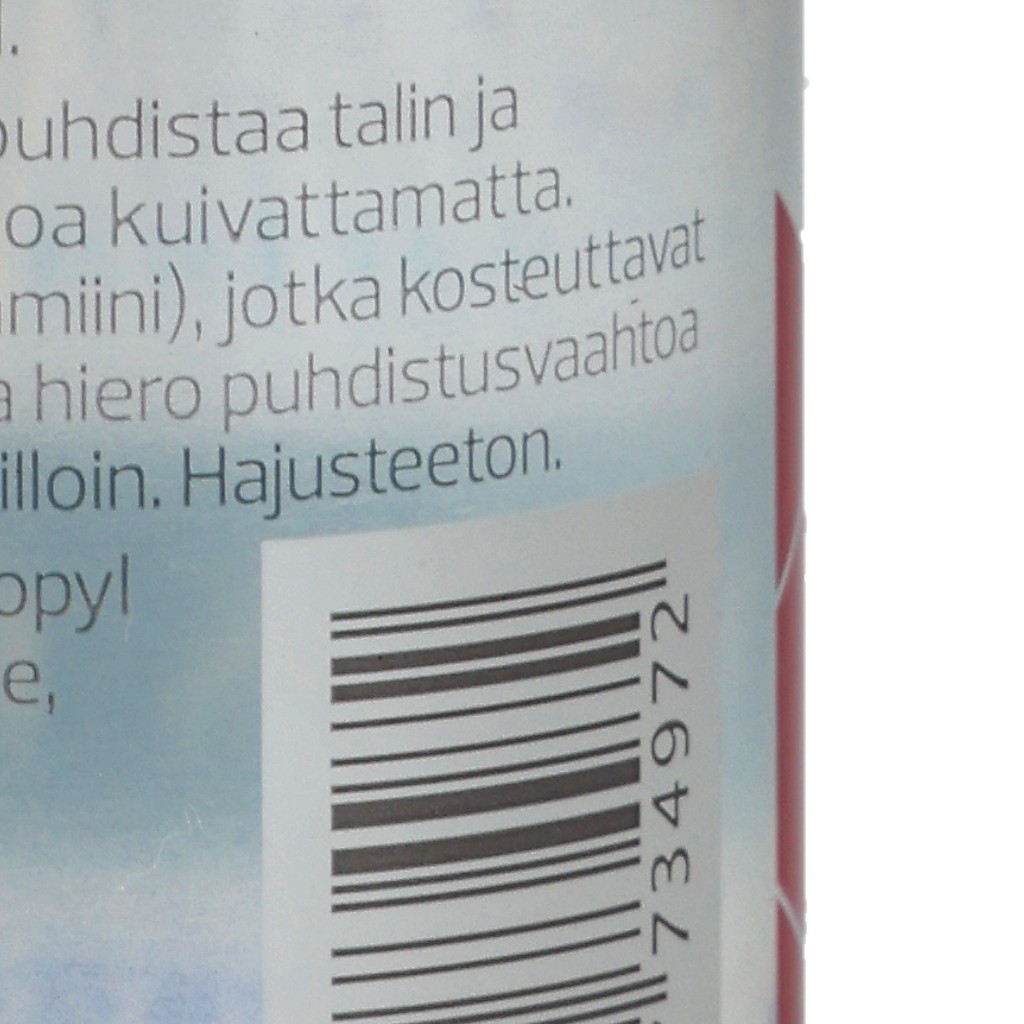 puhdistaa talin ja
oa kuivattamatta.
miini), jotka kosteuttavat
a hiero puhdistusvaahtoa
illoin. Hajusteeton.
opyl
e,
734972